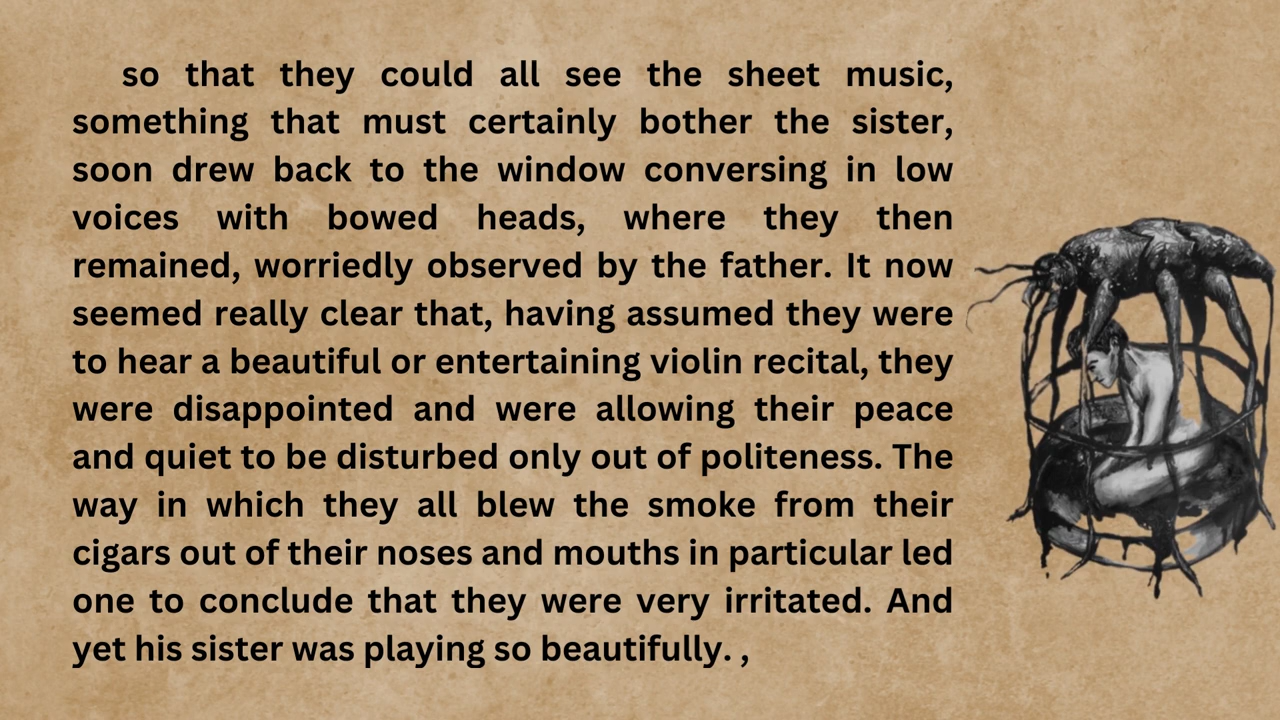 so that they could all see the sheet music,
something that must certainly bother the sister,
soon drew back to the window conversing in low
voices with bowed heads, where they then
remained, worriedly observed by the father. It now
seemed really clear that, having assumed they were
to hear a beautiful or entertaining violin recital, they
were disappointed and were allowing their peace
and quiet to be disturbed only out of politeness. The
way in which they all blew the smoke from their
cigars out of their noses and mouths in particular led
one to conclude that they were very irritated. And
yet his sister was playing so beautifully. ,